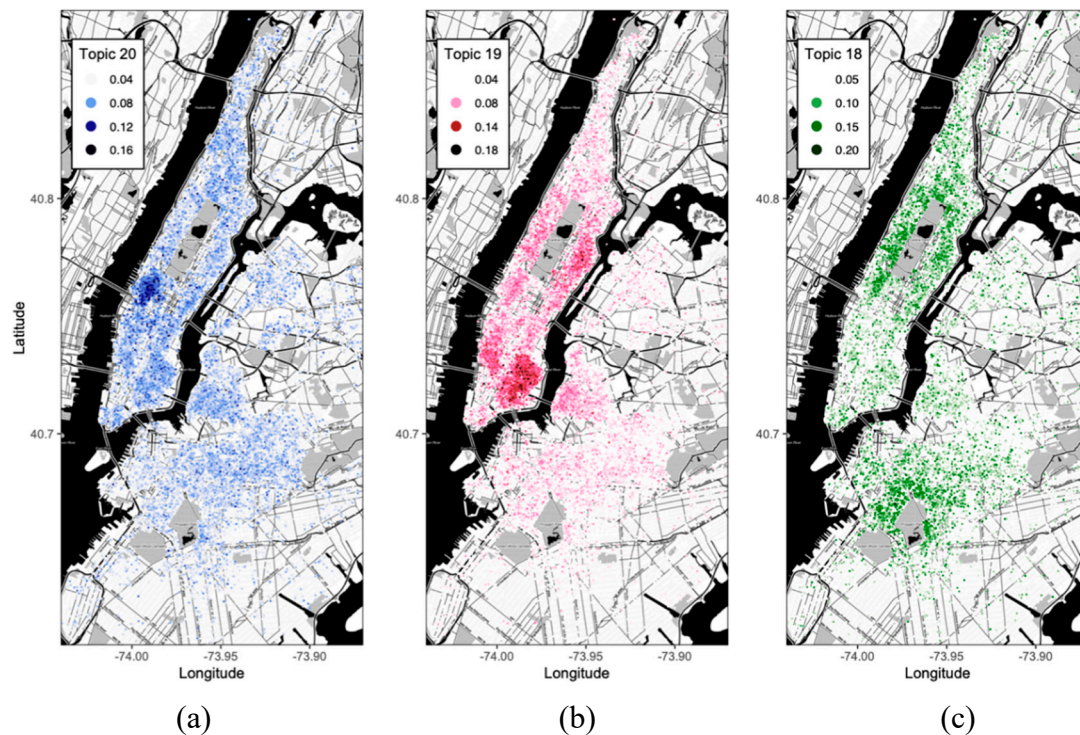 Topic 20
0.04
0.08
0.12
0.16
Topic 19
0.04
0.08
0.14
0.18
Topic 18
0.05
0.10
0.15
0.20
Latitude
40.8
40.7
40.8
40.7
40.8
40.7
-74.00 -73.95 -73.90
-74.00 -73.95 -73.90
-74.00 -73.95 -73.90
Longitude
Longitude
Longitude
(a)
(b)
(c)